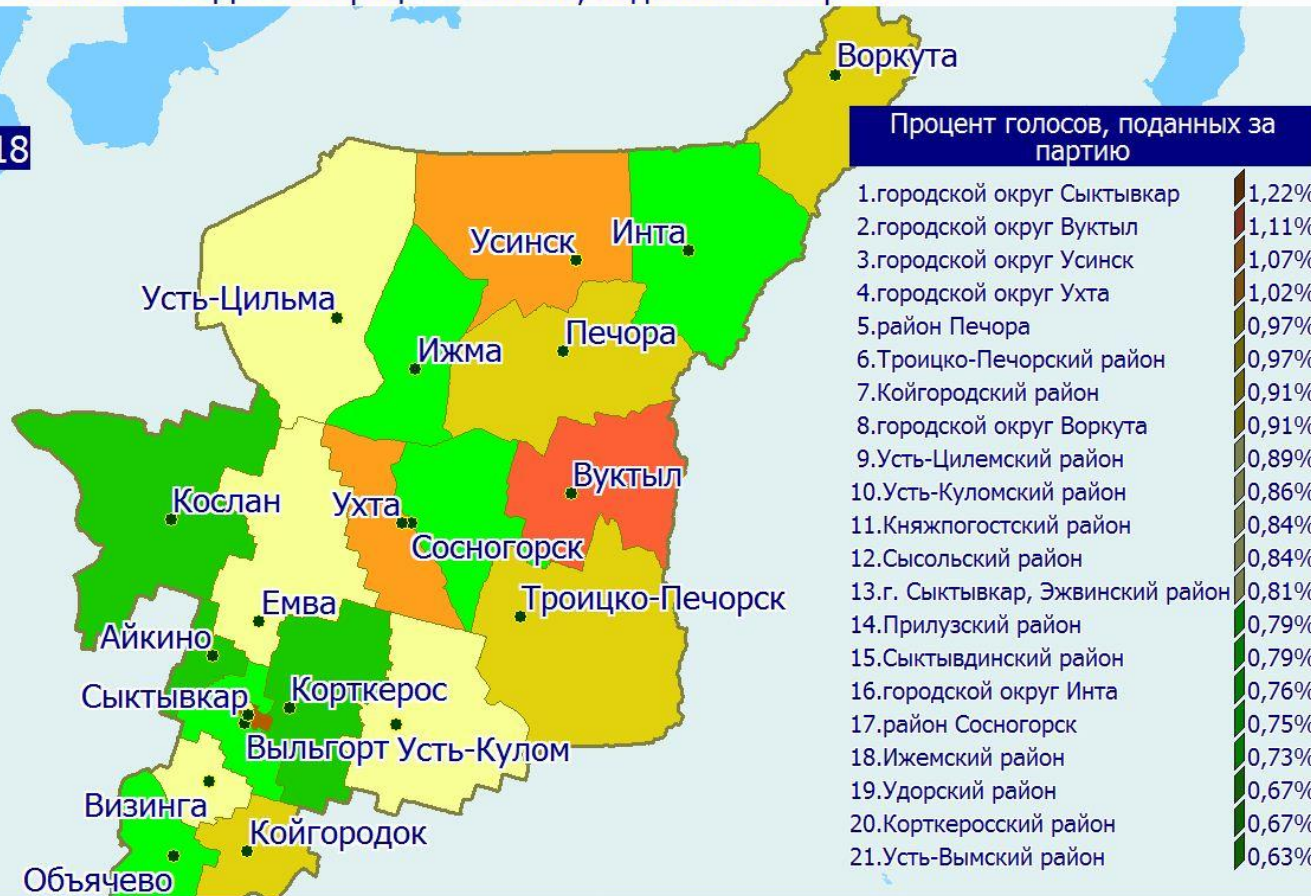 18
Воркута
Усинск
Инта
Усть-Цильма
Ижма
Печора
Вуктыл
Кослан
Ухта
Сосногорск
Емва
Троицко-Печорск
Айкино
Сыктывкар
Корткерос
Выльгорт
Усть-Кулом
Визинга
Койгородок
Объячево
Процент голосов, поданных за
партию
1.городской округ Сыктывкар 1,22%
2.городской округ Вуктыл 1,11%
3.городской округ Усинск 1,07%
4.городской округ Ухта 1,02%
5.район Печора 0,97%
6.Троицко-Печорский район 0,97%
7.Койгородский район 0,91%
8.городской округ Воркута 0,91%
9.Усть-Цилемский район 0,89%
10.Усть-Куломский район 0,86%
11.Княжпогостский район 0,84%
12.Сысольский район 0,84%
13.г. Сыктывкар, Эжвинский район 0,81%
14.Прилузский район 0,79%
15.Сыктывдинский район 0,79%
16.городской округ Инта 0,76%
17.район Сосногорск 0,75%
18.Ижемский район 0,73%
19.Удорский район 0,67%
20.Корткеросский район 0,67%
21.Усть-Вымский район 0,63%